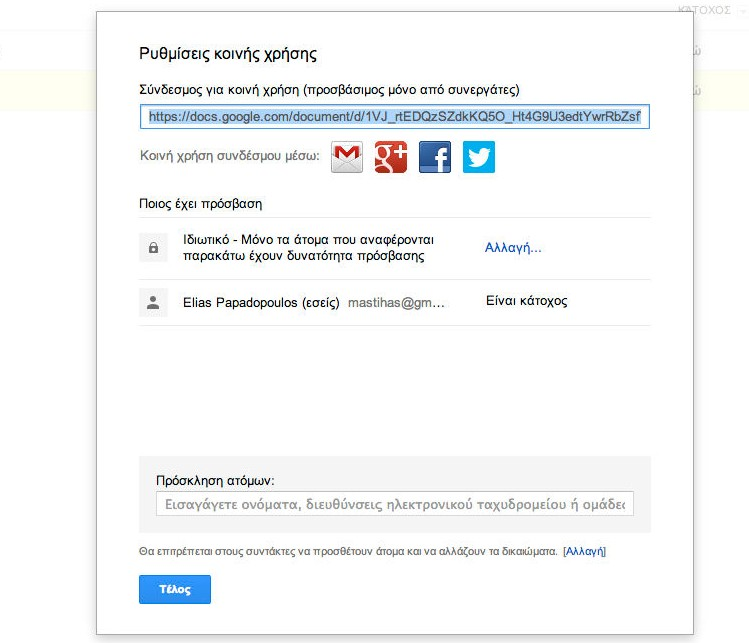 ΚΑΤΟΧΟΣ
Ρυθμίσεις κοινής χρήσης
Σύνδεσμος για κοινή χρήση (προσβάσιμος μόνο από συνεργάτες)
https://docs.google.com/document/d/1VJ_rtEDQzSZdkKQ5O_Ht4G9U3edtYwrRbZsf
Κοινή χρήση συνδέσμου μέσω:
Ποιος έχει πρόσβαση
Ιδιωτικό - Μόνο τα άτομα που αναφέρονται Αλλαγή...
παρακάτω έχουν δυνατότητα πρόσβασης
Elias Papadopoulos (εσείς) mastihas@gm... Είναι κάτοχος
Πρόσκληση ατόμων:
Εισαγάγετε ονόματα, διευθύνσεις ηλεκτρονικού ταχυδρομείου ή ομάδες
Θα επιτρέπεται στους συντάκτες να προσθέτουν άτομα και να αλλάζουν τα δικαιώματα. [Αλλαγή]
Τέλος